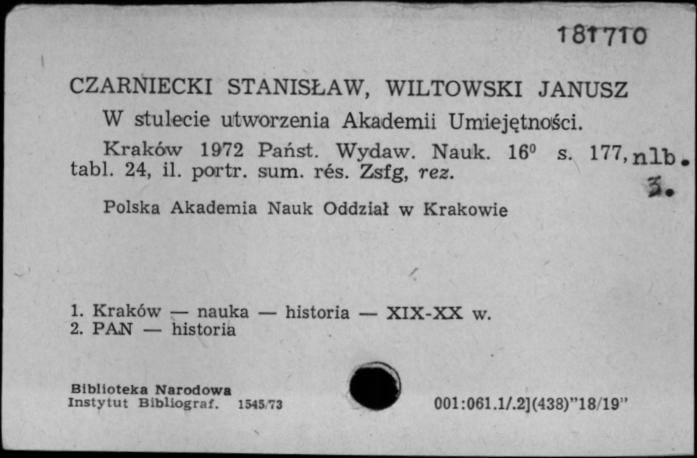 181710
CZARNIECKI STANISŁAW, WILTOWSKI JANUSZ
W stulecie utworzenia Akademii Umiejętności.
Kraków 1972 Państ. Wydaw. Nauk. 16⁰ s. 177, nlb.
tabl. 24, il. portr. sum. rés. Zsfg, rez. 3.
Polska Akademia Nauk Oddział w Krakowie
1. Kraków — nauka — historia — XIX-XX w.
2. PAN — historia
Biblioteka Narodowa
Instytut Bibliograf. 1545/73 001:061.1/.2](438)"18/19"